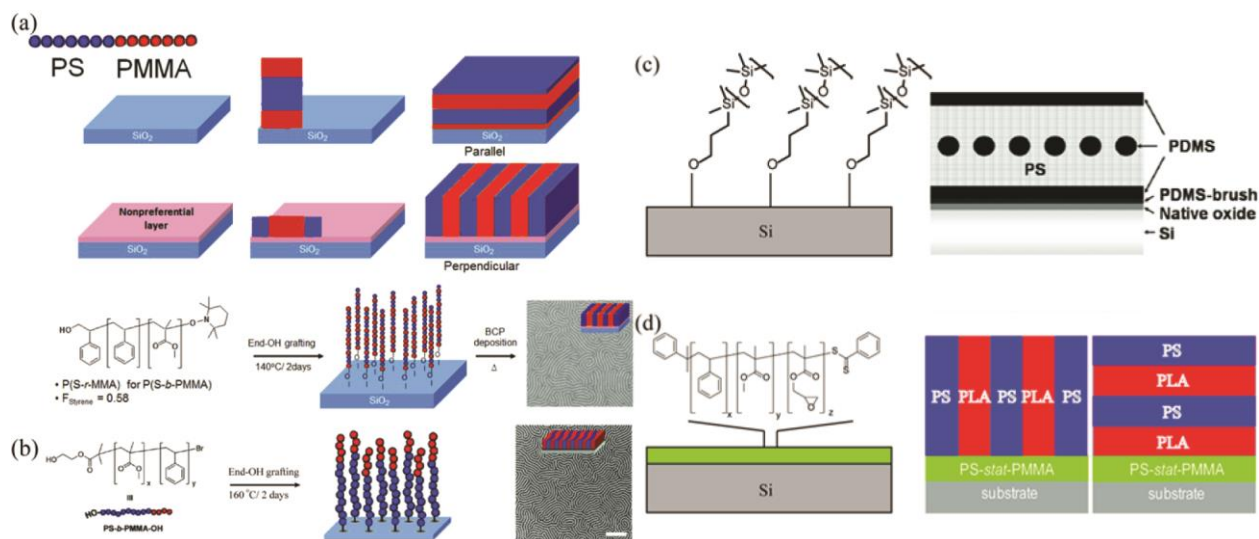 (a)
PS PMMA
SiO2
SiO2
Parallel
Nonpreferential
layer
SiO2
SiO2
Perpendicular
HO
O
N
O
O
• P(S-r-MMA) for P(S-b-PMMA)
• FStyrene = 0.58
End-OH grafting
140°C/ 2days
SiO2
BCP
deposition
Δ
(b)
HO
O
O
O
O
x
y
Br
III
HO
PS-b-PMMA-OH
End-OH grafting
160 °C/ 2 days
(c)
Si Si Si
O O O
Si Si Si
O O O
Si
PS
PDMS
PDMS-brush
Native oxide
Si
(d)
x
y
z
O
O
O
O
O
S
S
Si
PS PLA PS PLA PS
PS-stat-PMMA
substrate
PS
PLA
PS
PLA
PS-stat-PMMA
substrate